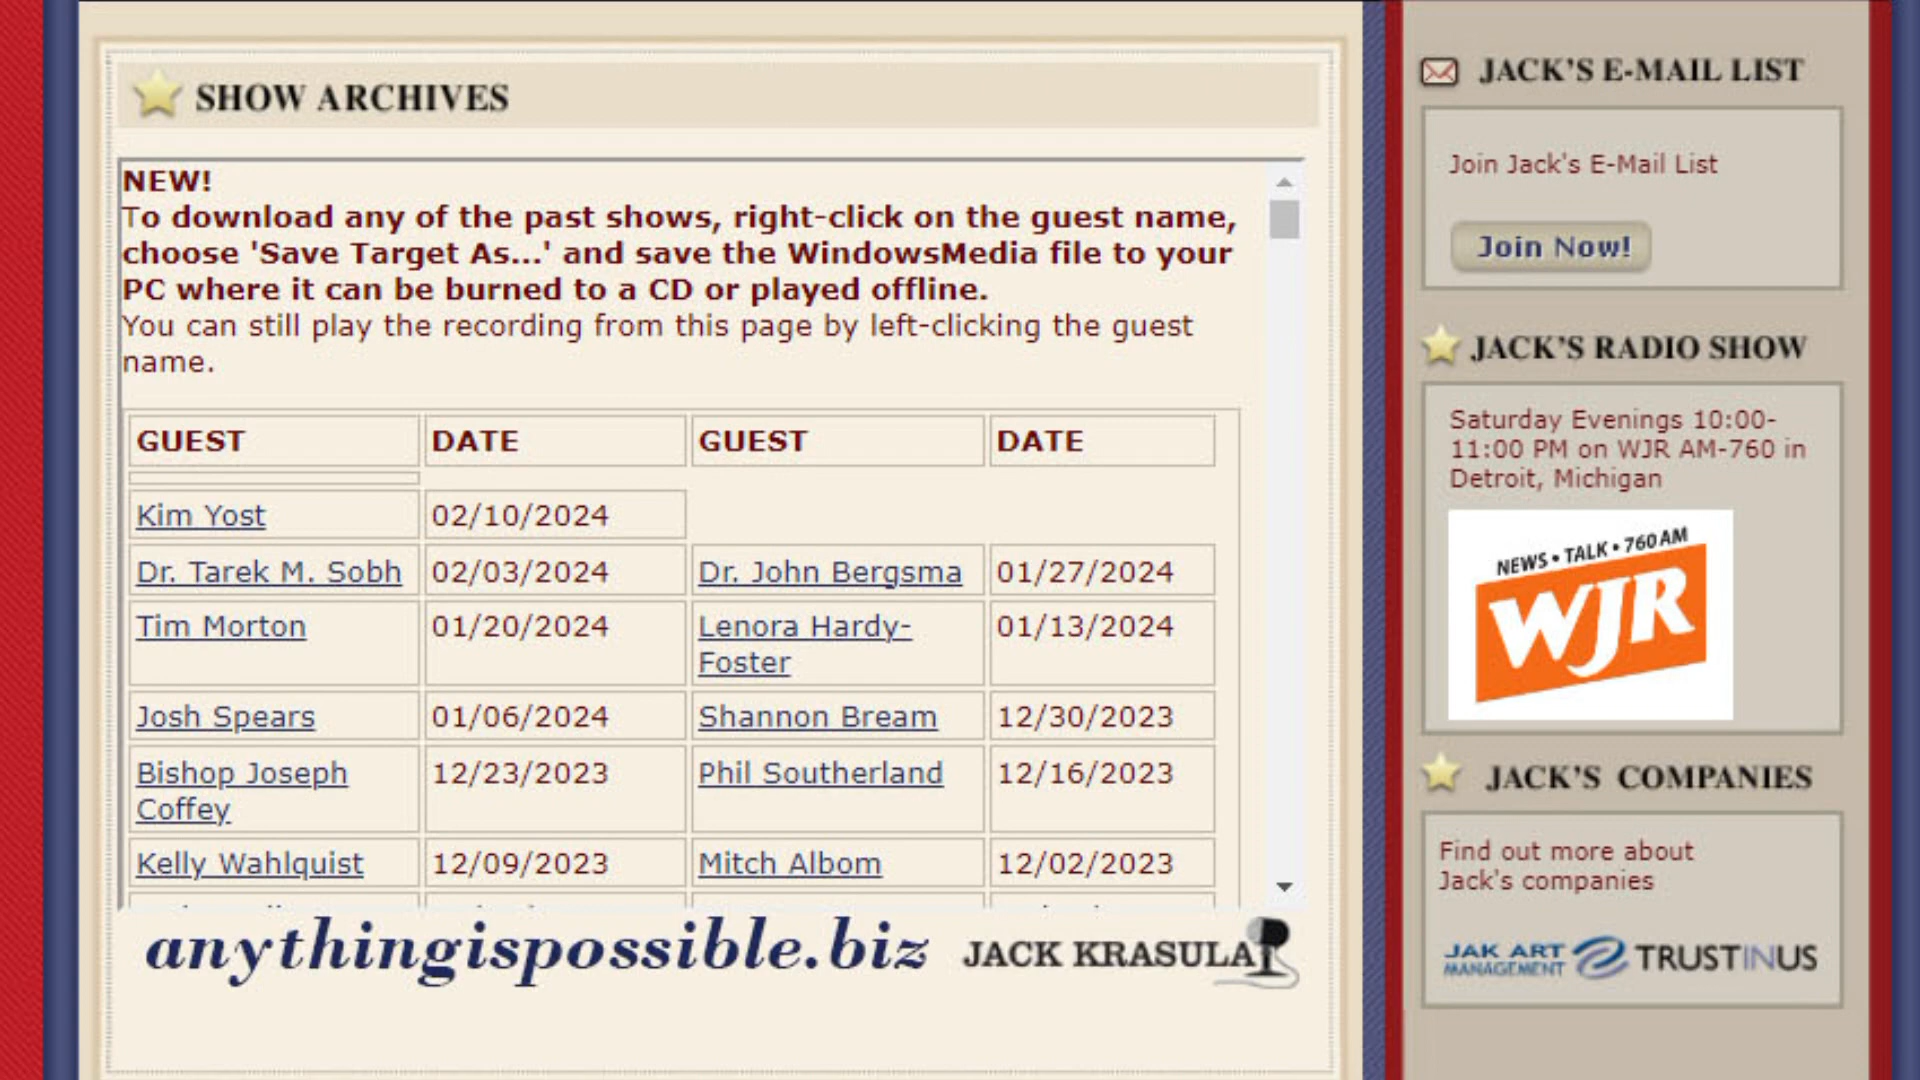 SHOW ARCHIVES
NEW!
To download any of the past shows, right-click on the guest name,
choose 'Save Target As...' and save the WindowsMedia file to your
PC where it can be burned to a CD or played offline.
You can still play the recording from this page by left-clicking the guest
name.
GUEST DATE GUEST DATE
Kim Yost 02/10/2024
Dr. Tarek M. Sobh 02/03/2024 Dr. John Bergsma 01/27/2024
Tim Morton 01/20/2024 Lenora Hardy-
Foster 01/13/2024
Josh Spears 01/06/2024 Shannon Bream 12/30/2023
Bishop Joseph
Coffey 12/23/2023 Phil Southerland 12/16/2023
Kelly Wahlquist 12/09/2023 Mitch Albom 12/02/2023
anythingispossible.biz JACK KRASULA
JACK'S E-MAIL LIST
Join Jack's E-Mail List
Join Now!
JACK'S RADIO SHOW
Saturday Evenings 10:00-
11:00 PM on WJR AM-760 in
Detroit, Michigan
NEWS • TALK • 760 AM
WJR
JACK'S COMPANIES
Find out more about
Jack's companies
JAK ART
MANAGEMENT
TRUSTINUS